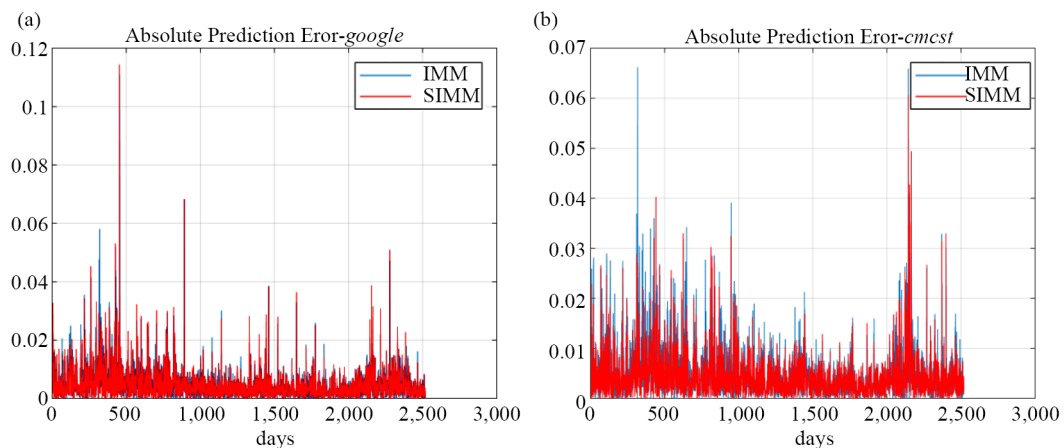 (a)
Absolute Prediction Eror-google
0.12
0.1
0.08
0.06
0.04
0.02
0
0
500
1,000
1,500
2,000
2,500
3,000
days
IMM
SIMM
(b)
Absolute Prediction Eror-cmcst
0.07
0.06
0.05
0.04
0.03
0.02
0.01
0
0
500
1,000
1,500
2,000
2,500
3,000
days
IMM
SIMM